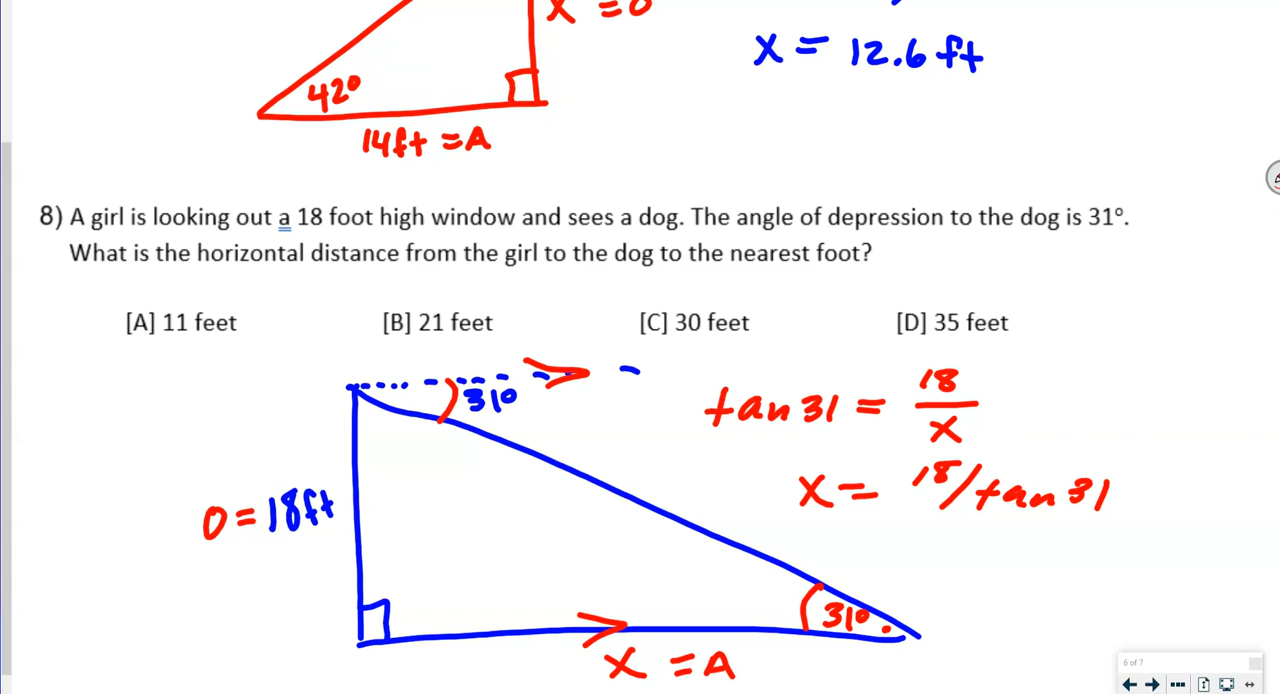 x = 0
x = 12.6 ft
42°
14ft = A
8) A girl is looking out a 18 foot high window and sees a dog. The angle of depression to the dog is 31°.
What is the horizontal distance from the girl to the dog to the nearest foot?
[A] 11 feet [B] 21 feet [C] 30 feet [D] 35 feet
31°
tan 31 = 18/x
x = 18/tan 31
0 = 18ft
31°
x = A
6 of 7